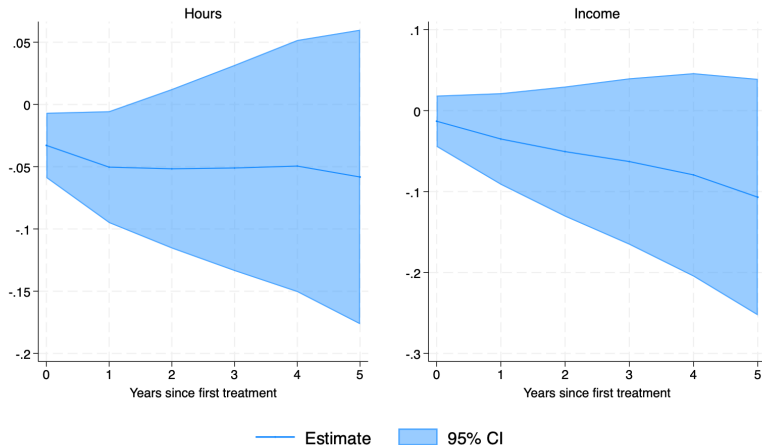 Hours
.05
0
-.05
-.1
-.15
-.2
0 1 2 3 4 5
Years since first treatment
Income
.1
0
-.1
-.2
-.3
0 1 2 3 4 5
Years since first treatment
Estimate 95% CI